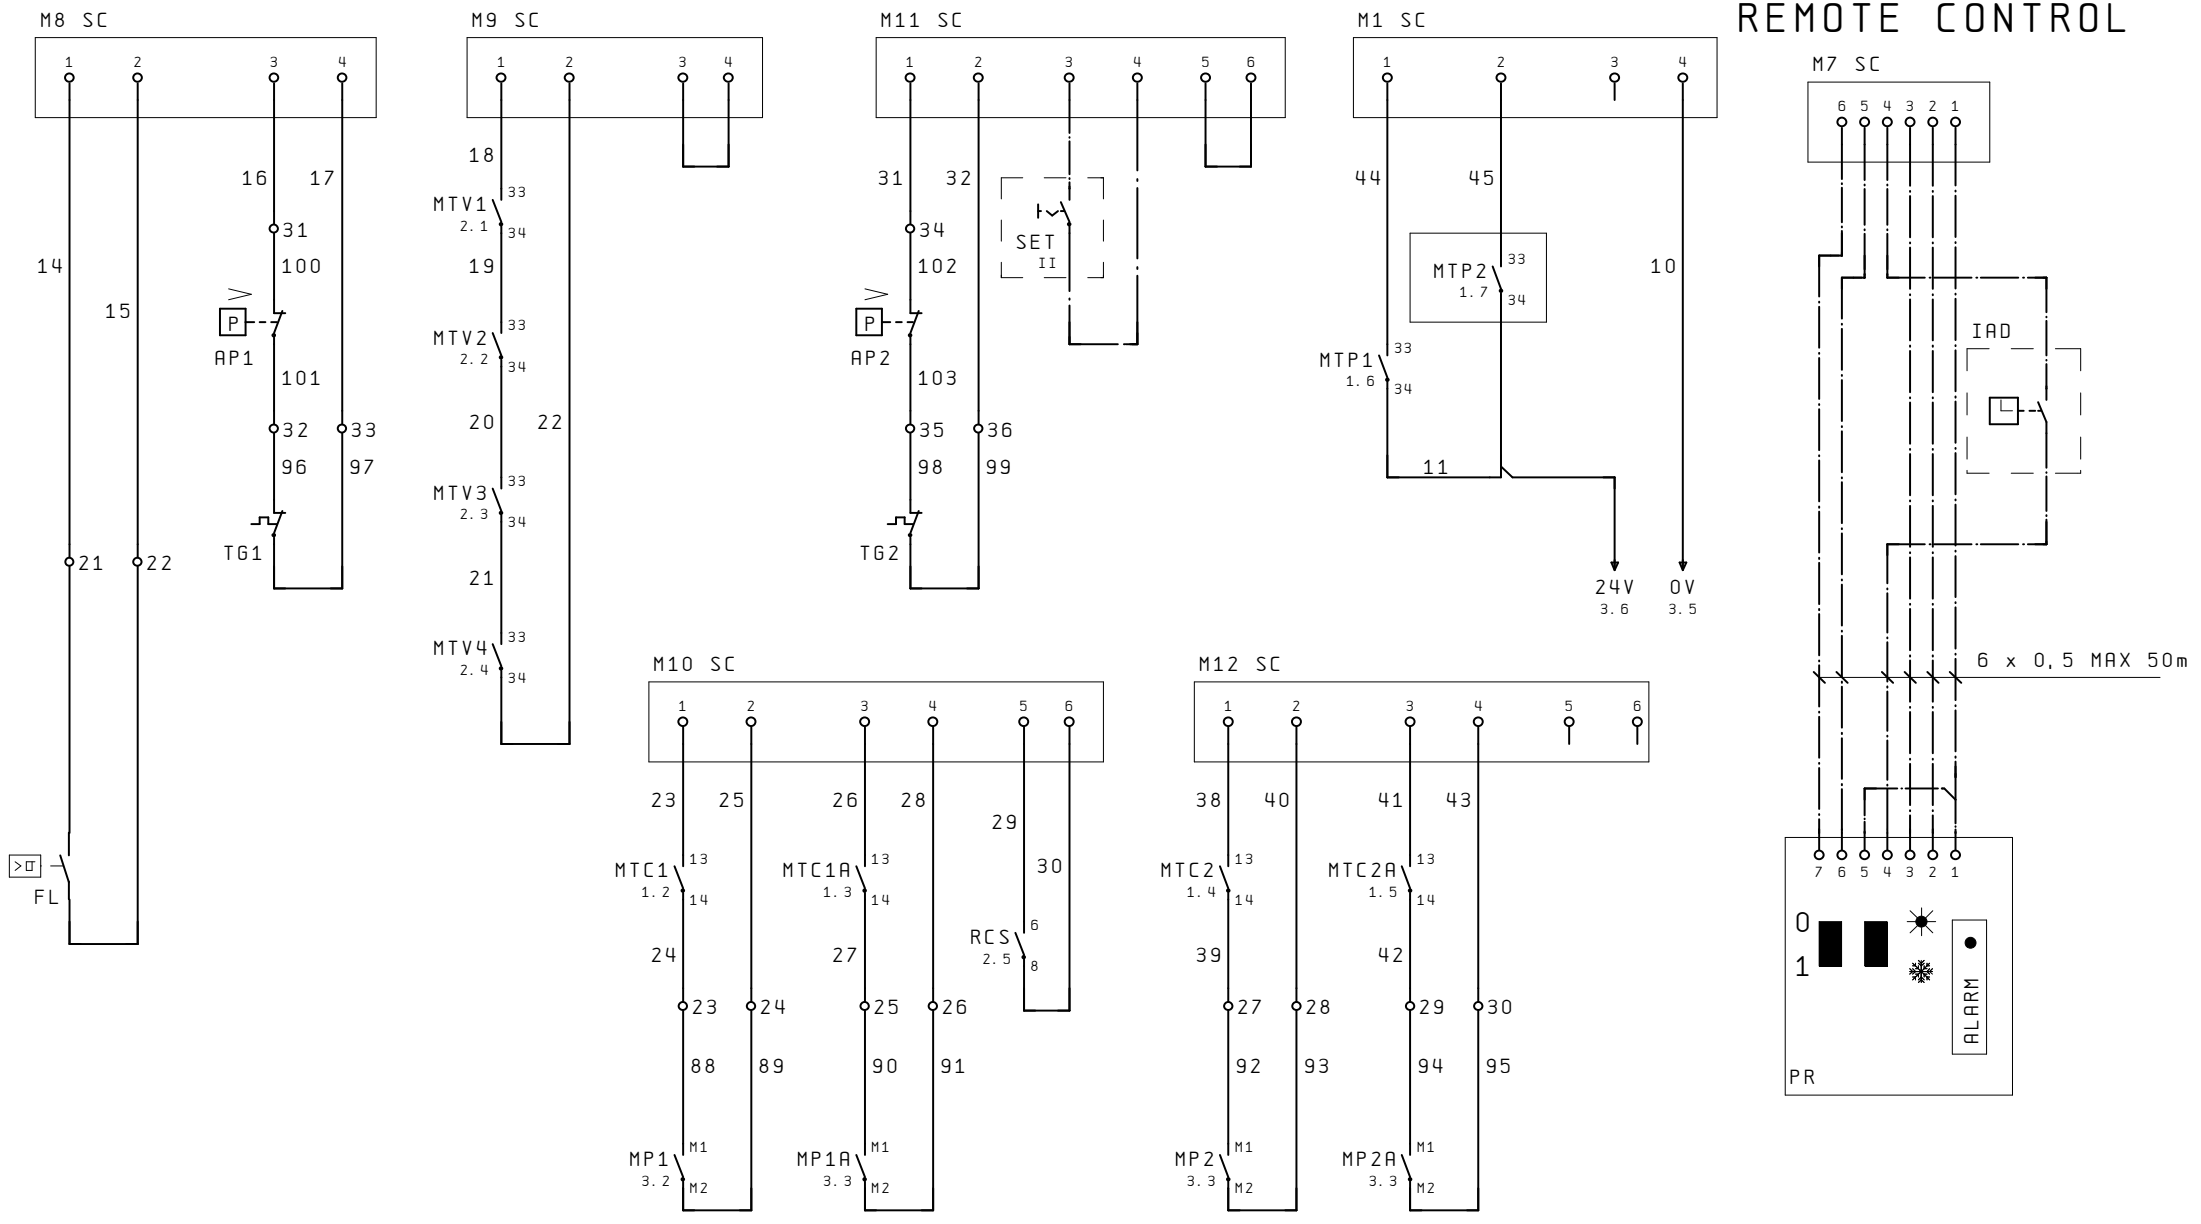 REMOTE CONTROL
M8 SC
1 2 3 4
14
15
16 17
31
100
P
AP1
101
32 33
96 97
TG1
21 22
>
FL
M9 SC
1 2 3 4
18
MTV1 33
2.1 34
19
MTV2 33
2.2 34
20 22
MTV3 33
2.3 34
21
MTV4 33
2.4 34
M11 SC
1 2 3 4 5 6
31 32
34
SET
II
102
P
AP2
103
35 36
98 99
TG2
M1 SC
1 2 3 4
44 45
MTP2 33
1.7 34
10
MTP1 33
1.6 34
11
24V 0V
3.6 3.5
M7 SC
6 5 4 3 2 1
IAD
6 x 0,5 MAX 50m
7 6 5 4 3 2 1
0
1
ALARM
PR
M10 SC
1 2 3 4 5 6
23 25 26 28
29
30
MTC1 13
1.2 14
MTC1A 13
1.3 14
RCS 6
2.5 8
24 27
23 24 25 26
88 89 90 91
MP1 M1
3.2 M2
MP1A M1
3.3 M2
M12 SC
1 2 3 4 5 6
38 40 41 43
MTC2 13
1.4 14
MTC2A 13
1.5 14
39 42
27 28 29 30
92 93 94 95
MP2 M1
3.3 M2
MP2A M1
3.3 M2